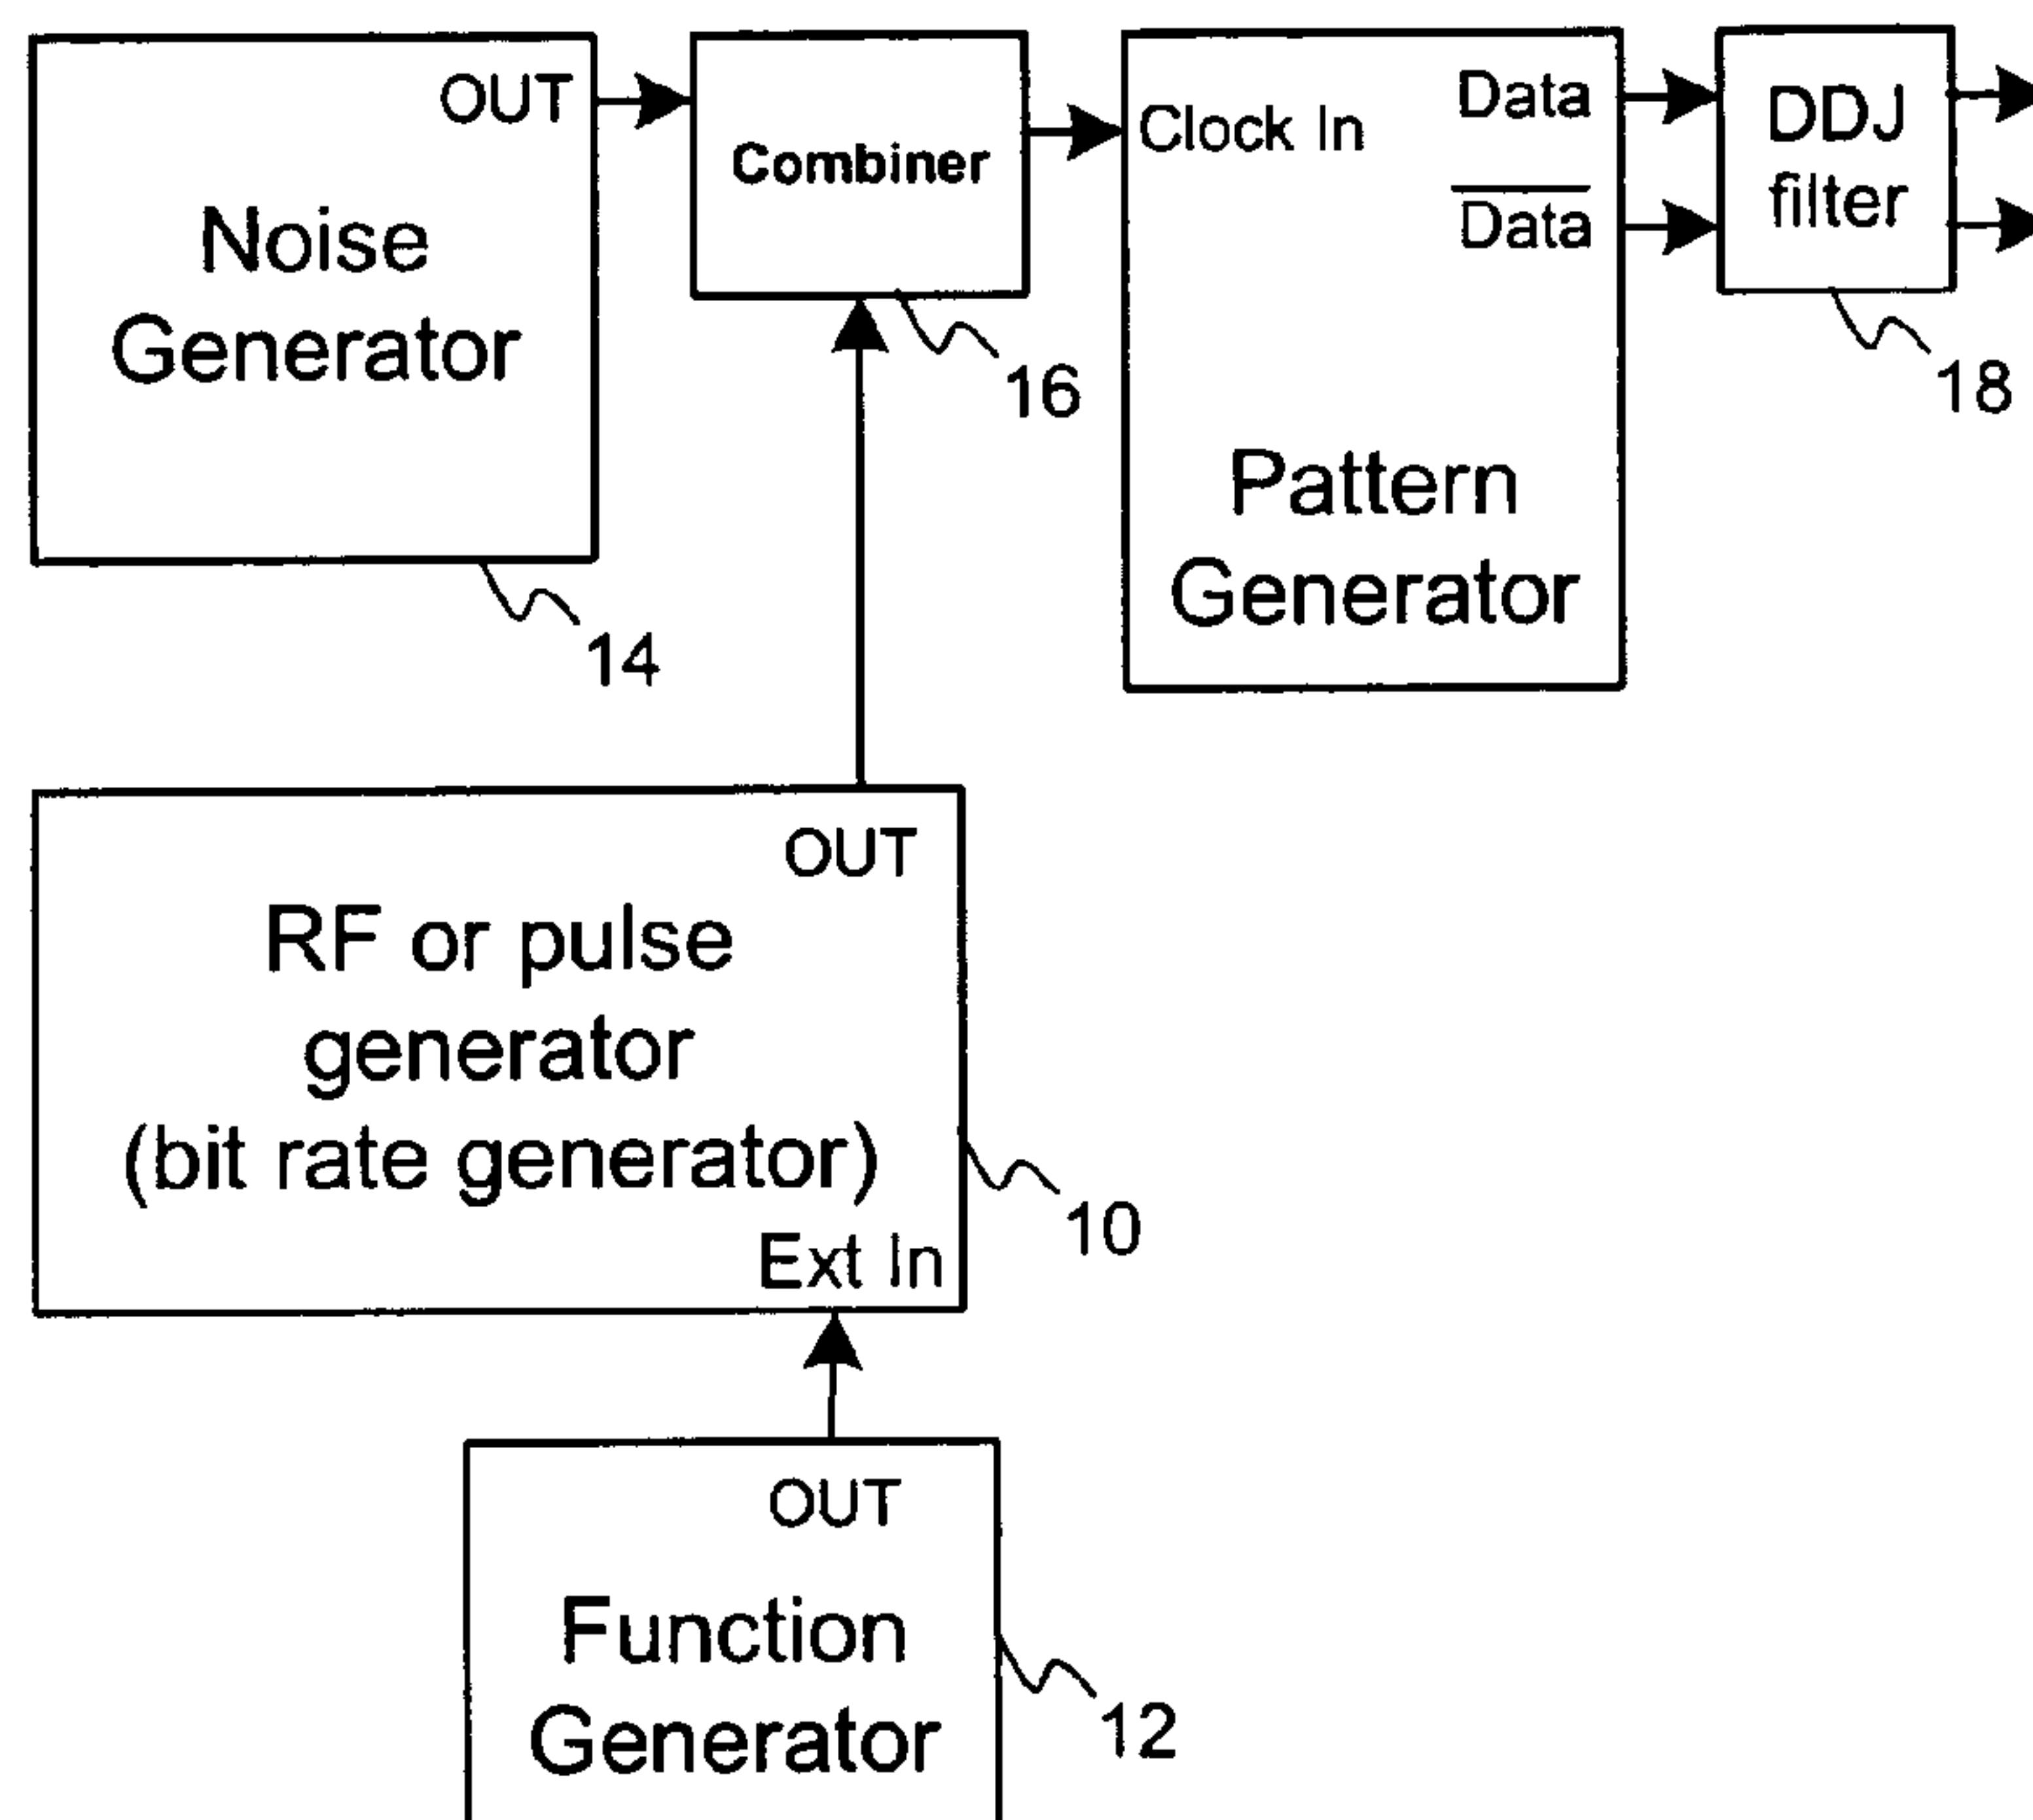 OUT
Noise
Generator
14
Combiner
16
Clock In
Data
Data
Pattern
Generator
DDJ
filter
18
OUT
RF or pulse
generator
(bit rate generator)
Ext In
10
OUT
Function
Generator
12